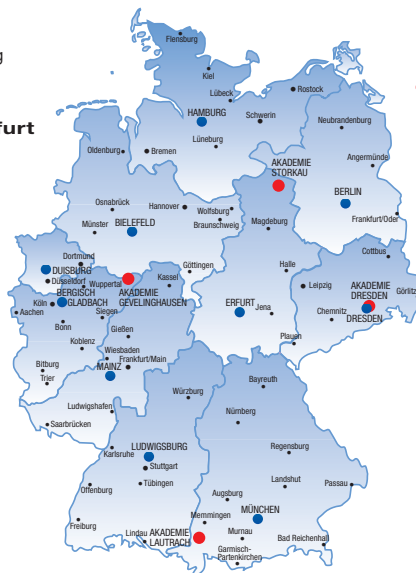 g
furt
Flensburg
Kiel
Lübeck
Rostock
HAMBURG
Schwerin
Neubrandenburg
Lüneburg
Oldenburg
Bremen
Angermünde
AKADEMIE
STORKAU
BERLIN
Osnabrück
Hannover
Wolfsburg
Braunschweig
Frankfurt/Oder
Münster
BIELEFELD
Magdeburg
Cottbus
Dortmund
DUISBURG
Göttingen
Halle
Düsseldorf
Wuppertal
Kassel
Leipzig
AKADEMIE
DRESDEN
Görlitz
BERGISCH
GLADBACH
AKADEMIE
GEVELINGHAUSEN
Köln
Aachen
Siegen
ERFURT
Jena
Chemnitz
DRESDEN
Bonn
Gießen
Plauen
Koblenz
Wiesbaden
Frankfurt/Main
Bitburg
MAINZ
Trier
Bayreuth
Würzburg
Ludwigshafen
Nürnberg
Saarbrücken
LUDWIGSBURG
Karlsruhe
Regensburg
Stuttgart
Tübingen
Landshut
Passau
Offenburg
Augsburg
MÜNCHEN
Memmingen
Freiburg
Lindau
AKADEMIE
LAUTRACH
Murnau
Bad Reichenhall
Garmisch-
Partenkirchen